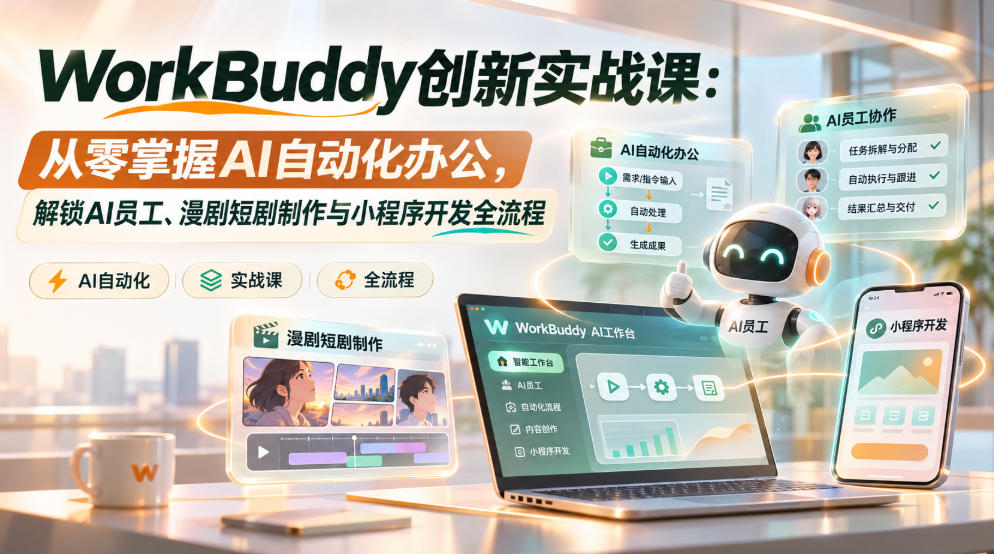 WorkBuddy创新实战课：
从零掌握AI自动化办公，
解锁AI员工、漫剧短剧制作与小程序开发全流程
AI自动化
实战课
全流程
AI自动化办公
需求/指令输入
自动处理
生成成果
AI员工协作
任务拆解与分配
自动执行与跟进
结果汇总与交付
AI员工
漫剧短剧制作
W
WorkBuddy AI工作台
智能工作台
AI员工
自动化流程
内容创作
小程序开发
小程序开发
W